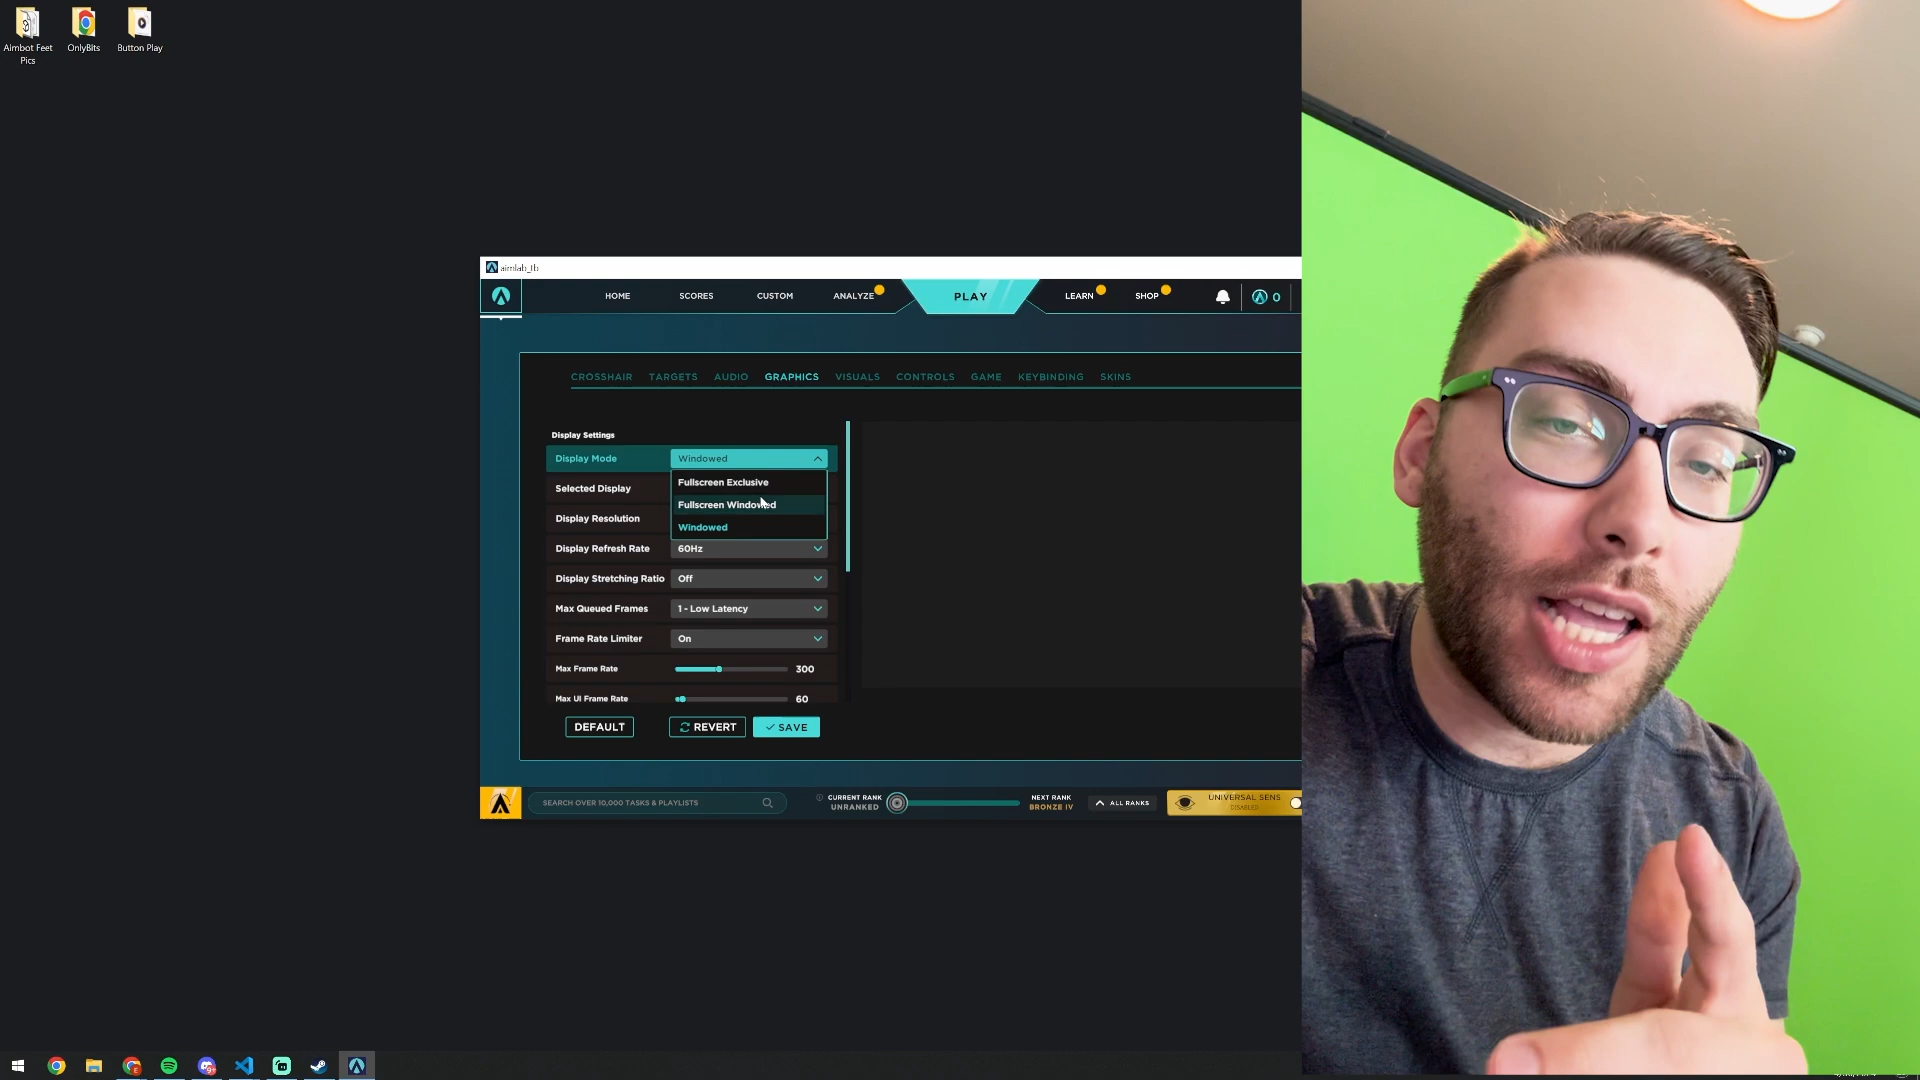 Aimbot Feet
Pics
OnlyBits
Button Play
aimlab_tb
HOME
SCORES
CUSTOM
ANALYZE
PLAY
LEARN
SHOP
0
CROSSHAIR
TARGETS
AUDIO
GRAPHICS
VISUALS
CONTROLS
GAME
KEYBINDING
SKINS
Display Settings
Display Mode
Windowed
Fullscreen Exclusive
Selected Display
Fullscreen Windowed
Display Resolution
Windowed
Display Refresh Rate
60Hz
Display Stretching Ratio
Off
Max Queued Frames
1 - Low Latency
Frame Rate Limiter
On
Max Frame Rate
300
Max UI Frame Rate
60
DEFAULT
REVERT
SAVE
SEARCH OVER 10,000 TASKS & PLAYLISTS
CURRENT RANK
UNRANKED
NEXT RANK
BRONZE IV
ALL RANKS
UNIVERSAL SENS
DISABLED